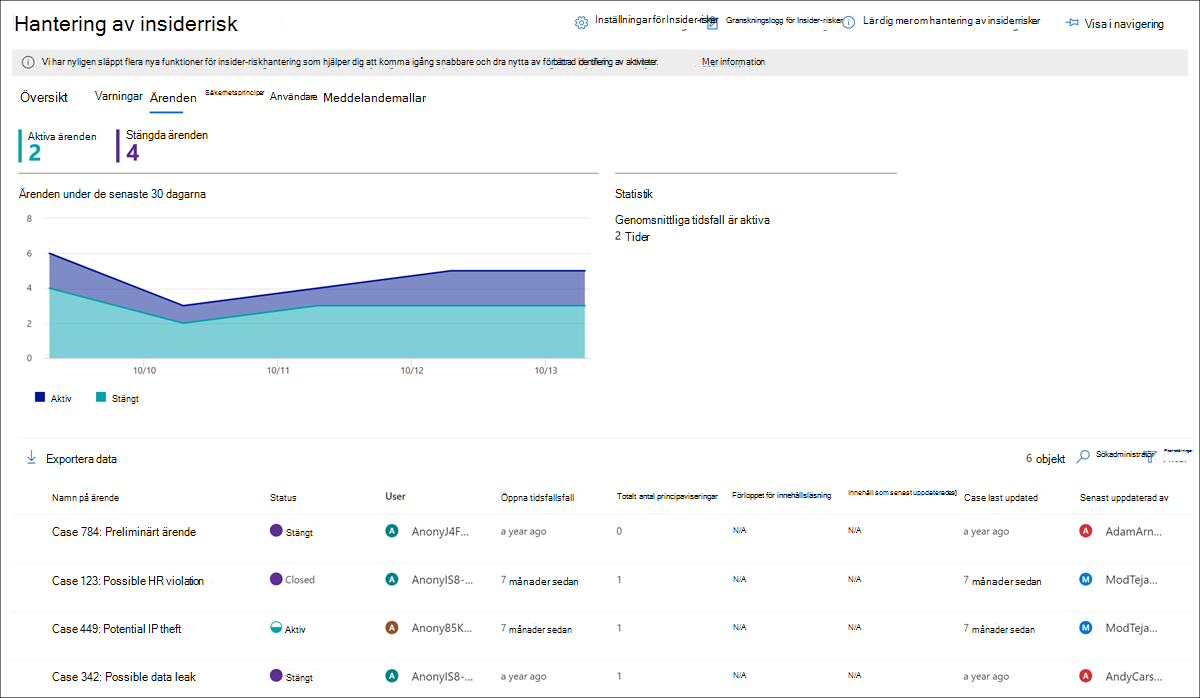 Hantering av insiderrisk
Inställningar för Insider-risker
Granskningslogg för Insider-risker
Lär dig mer om hantering av insiderrisker
Visa i navigering
Vi har nyligen släppt flera nya funktioner för insider-riskhantering som hjälper dig att komma igång snabbare och dra nytta av förbättrad identifiering av aktiviteter.
Mer information
Översikt Varningar Ärenden Säkerhetsprinciper Användare Meddelandemallar
Aktiva ärenden
2
Stängda ärenden
4
Ärenden under de senaste 30 dagarna
8
6
4
2
0
10/10 10/11 10/12 10/13
Aktiv Stängt
Statistik
Genomsnittliga tidsfall är aktiva
2 Tider
Exportera data
6 objekt
Sökadministratör
Namn på ärende Status User Öppna tidsfallsfall Totalt antal principaviseringar Förloppet för innehållsläsning Innehåll som senast uppdaterades Case last updated Senast uppdaterad av
Case 784: Preliminärt ärende Stängt A AnonyJ4F... a year ago 0 N/A N/A a year ago A AdamArn...
Case 123: Possible HR violation Closed A AnonyIS8-... 7 månader sedan 1 N/A N/A 7 månader sedan M ModTeja...
Case 449: Potential IP theft Aktiv A Anony85K... 7 månader sedan 1 N/A N/A 7 månader sedan M ModTeja...
Case 342: Possible data leak Stängt A AnonyIS8-... a year ago 1 N/A N/A a year ago A AndyCars...